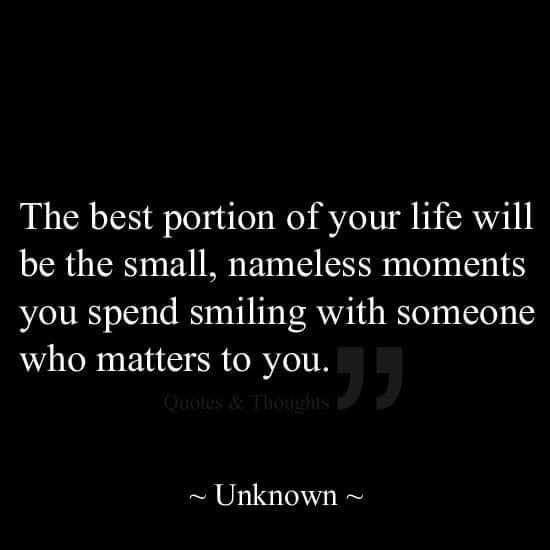 The best portion of your life will
be the small, nameless moments
you spend smiling with someone
who matters to you.
Quotes & Thoughts
~ Unknown ~